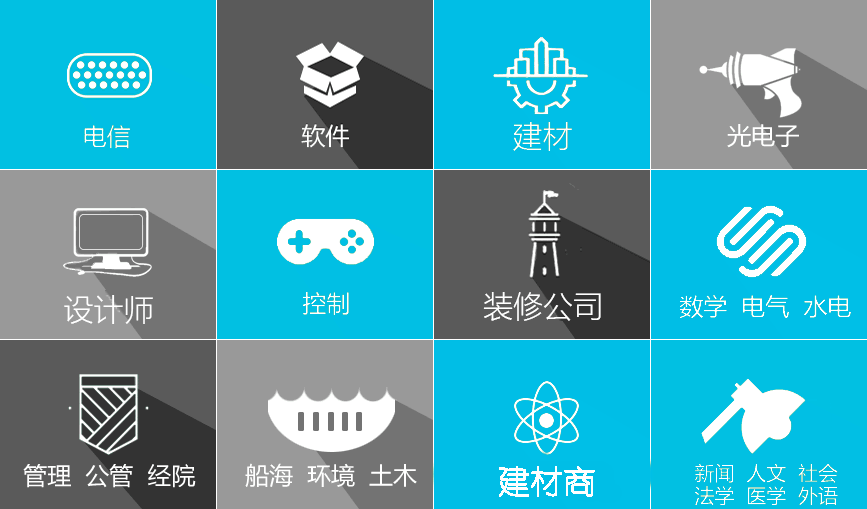 电信
软件
建材
光电子
设计师
控制
装修公司
数学 电气 水电
管理 公管 经院
船海 环境 土木
建材商
新闻 人文 社会
法学 医学 外语